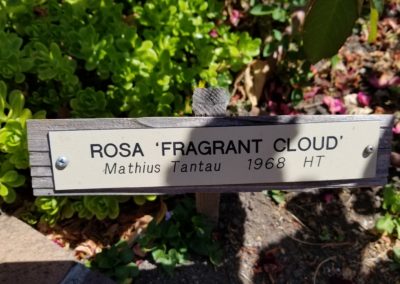 ROSA 'FRAGRANT CLOUD'
Mathius Tantau 1968 HT